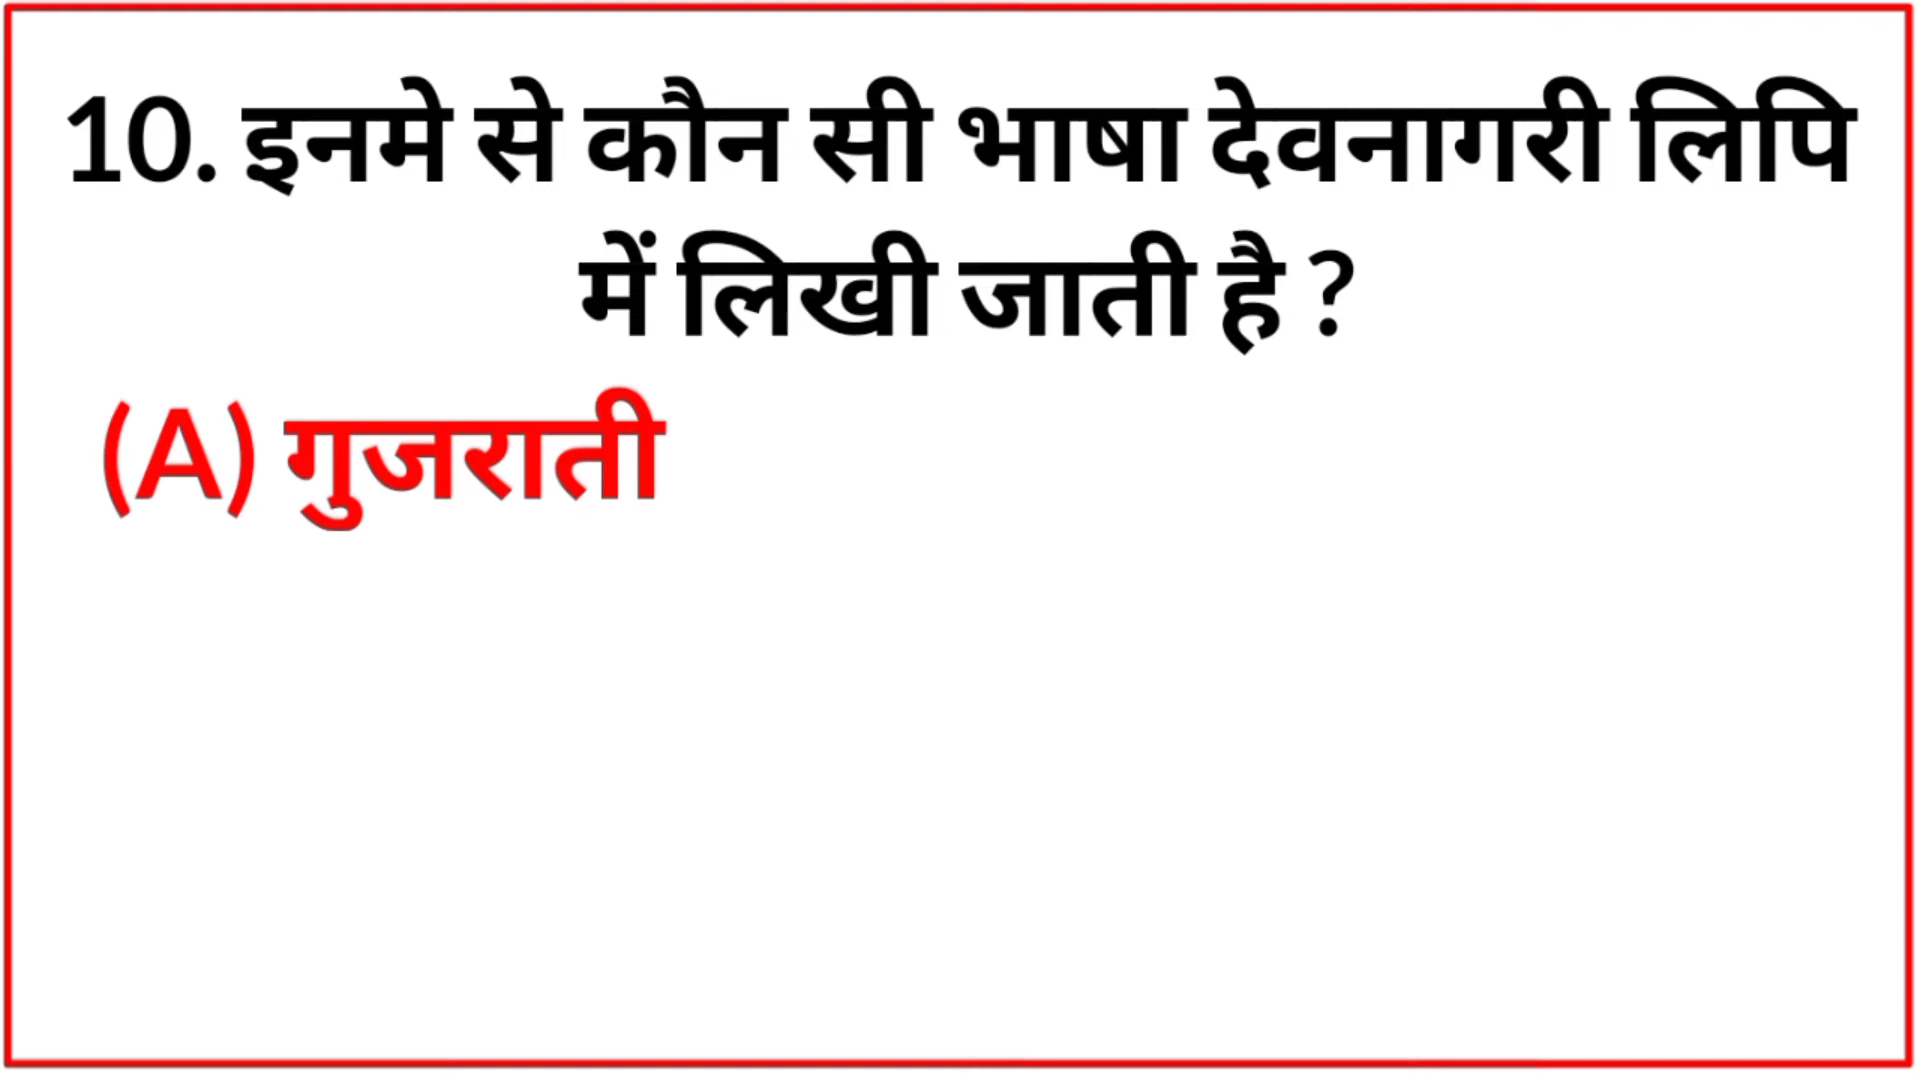 10. इनमे से कौन सी भाषा देवनागरी लिपि
में लिखी जाती है ?
(A) गुजराती